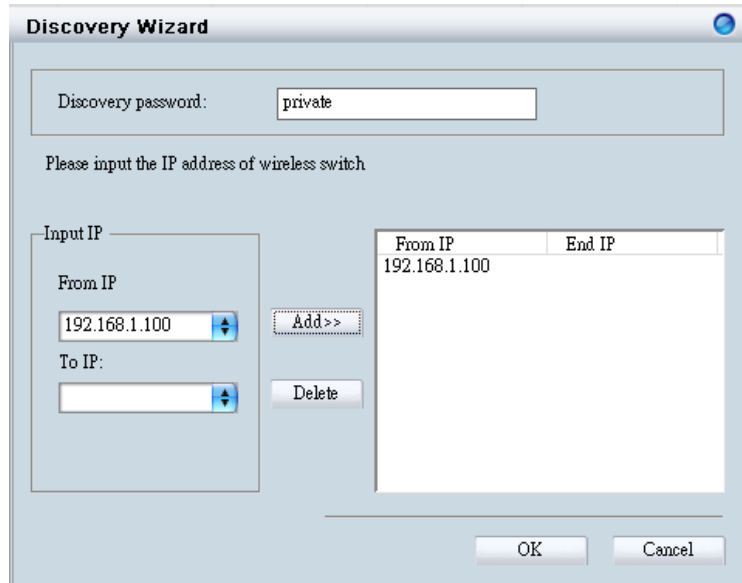 Discovery Wizard
Discovery password: private
Please input the IP address of wireless switch
Input IP
From IP
192.168.1.100
To IP:
Add>>
Delete
From IP End IP
192.168.1.100
OK Cancel